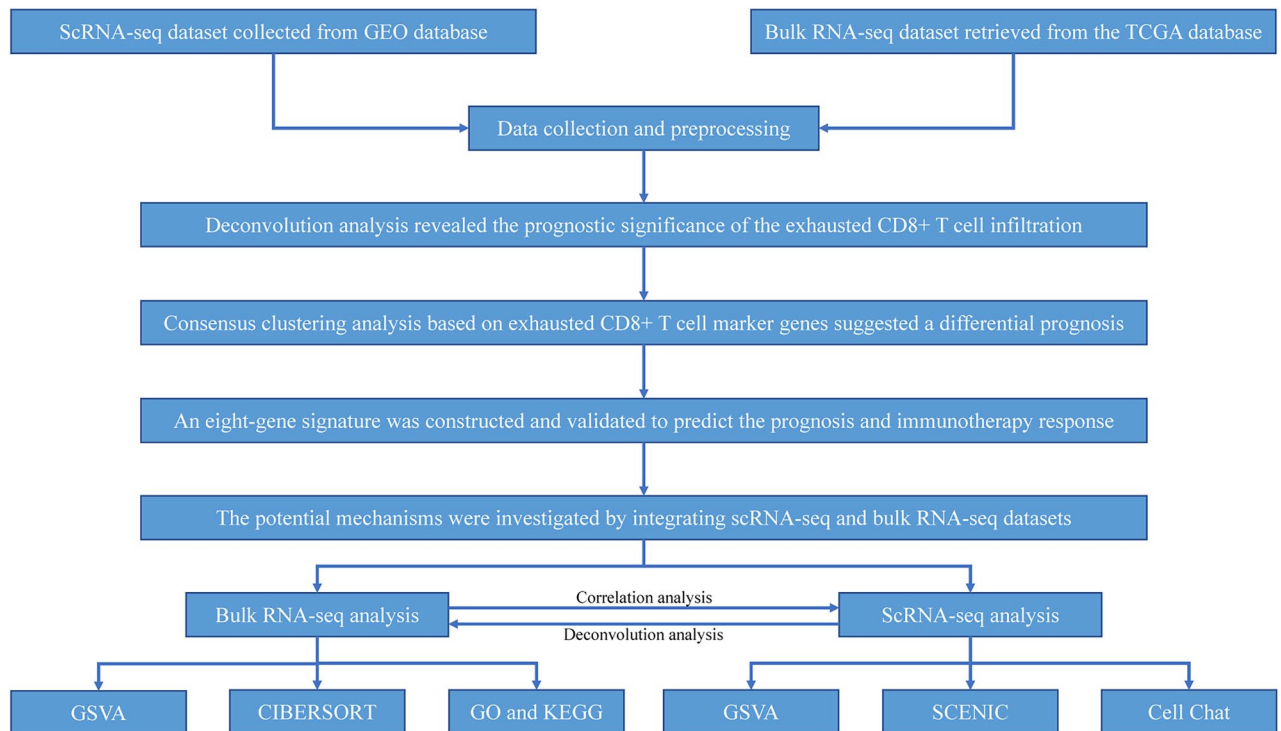 ScRNA-seq dataset collected from GEO database
Bulk RNA-seq dataset retrieved from the TCGA database
Data collection and preprocessing
Deconvolution analysis revealed the prognostic significance of the exhausted CD8+ T cell infiltration
Consensus clustering analysis based on exhausted CD8+ T cell marker genes suggested a differential prognosis
An eight-gene signature was constructed and validated to predict the prognosis and immunotherapy response
The potential mechanisms were investigated by integrating scRNA-seq and bulk RNA-seq datasets
Bulk RNA-seq analysis
Correlation analysis
Deconvolution analysis
ScRNA-seq analysis
GSVA
CIBERSORT
GO and KEGG
GSVA
SCENIC
Cell Chat